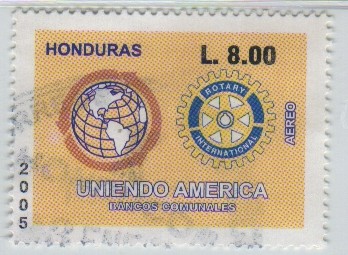 HONDURAS
L. 8.00
ROTARY
INTERNATIONAL
AEREO
2005
UNIENDO AMERICA
BANCOS COMUNALES